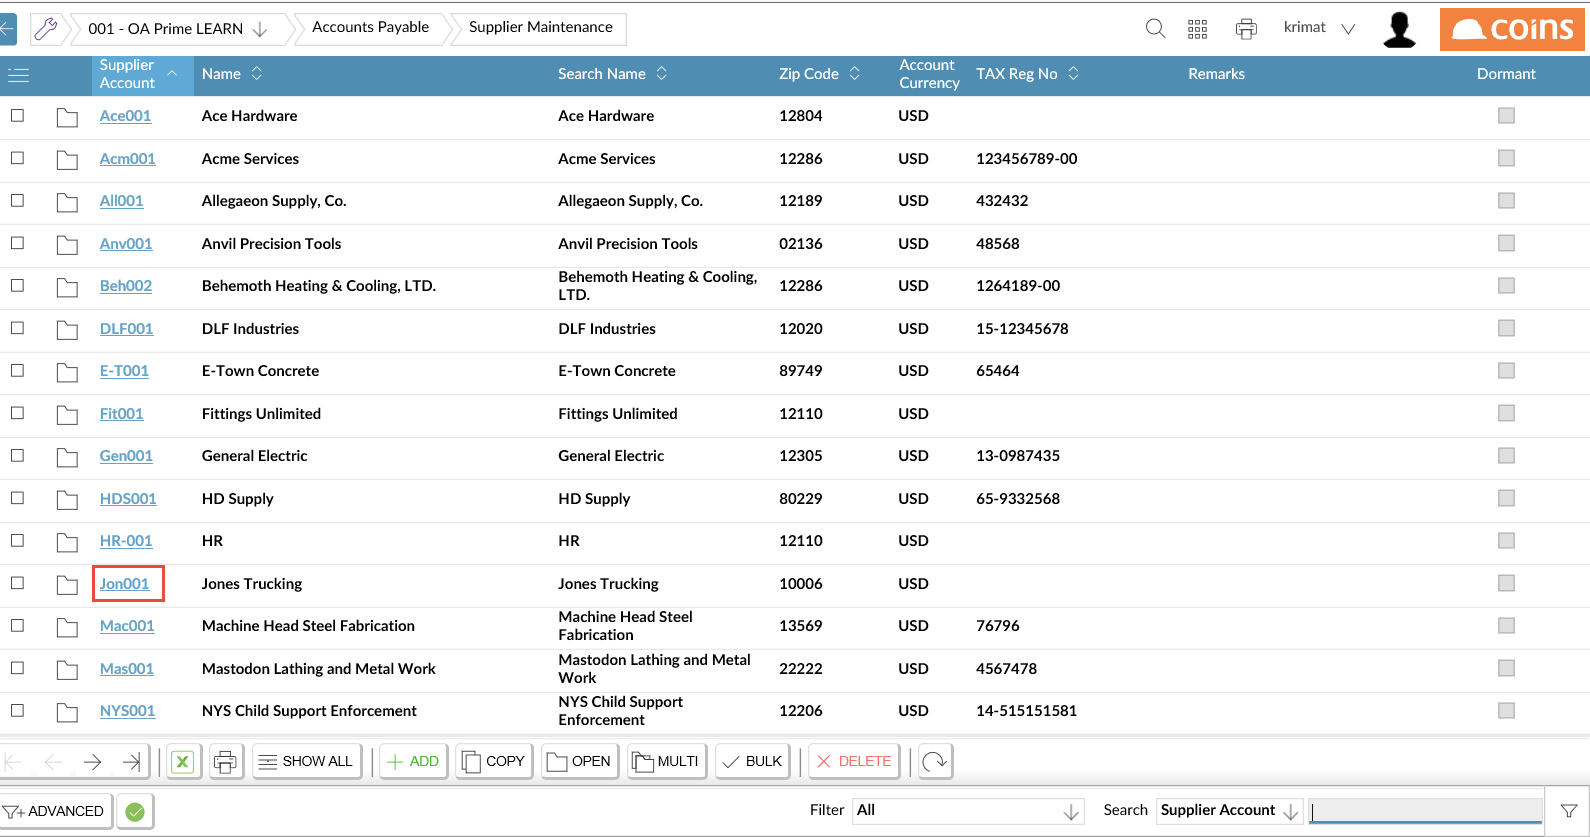 001 - OA Prime LEARN Accounts Payable Supplier Maintenance krimat coins
Supplier Account Name Search Name Zip Code Account Currency TAX Reg No Remarks Dormant
Ace001 Ace Hardware Ace Hardware 12804 USD
Acm001 Acme Services Acme Services 12286 USD 123456789-00
All001 Allegaeon Supply, Co. Allegaeon Supply, Co. 12189 USD 432432
Anv001 Anvil Precision Tools Anvil Precision Tools 02136 USD 48568
Beh002 Behemoth Heating & Cooling, LTD. Behemoth Heating & Cooling, LTD. 12286 USD 1264189-00
DLF001 DLF Industries DLF Industries 12020 USD 15-12345678
E-T001 E-Town Concrete E-Town Concrete 89749 USD 65464
Fit001 Fittings Unlimited Fittings Unlimited 12110 USD
Gen001 General Electric General Electric 12305 USD 13-0987435
HDS001 HD Supply HD Supply 80229 USD 65-9332568
HR-001 HR HR 12110 USD
Jon001 Jones Trucking Jones Trucking 10006 USD
Mac001 Machine Head Steel Fabrication Machine Head Steel Fabrication 13569 USD 76796
Mas001 Mastodon Lathing and Metal Work Mastodon Lathing and Metal Work 22222 USD 4567478
NYS001 NYS Child Support Enforcement NYS Child Support Enforcement 12206 USD 14-515151581
X SHOW ALL ADD COPY OPEN MULTI BULK DELETE
ADVANCED Filter All Search Supplier Account